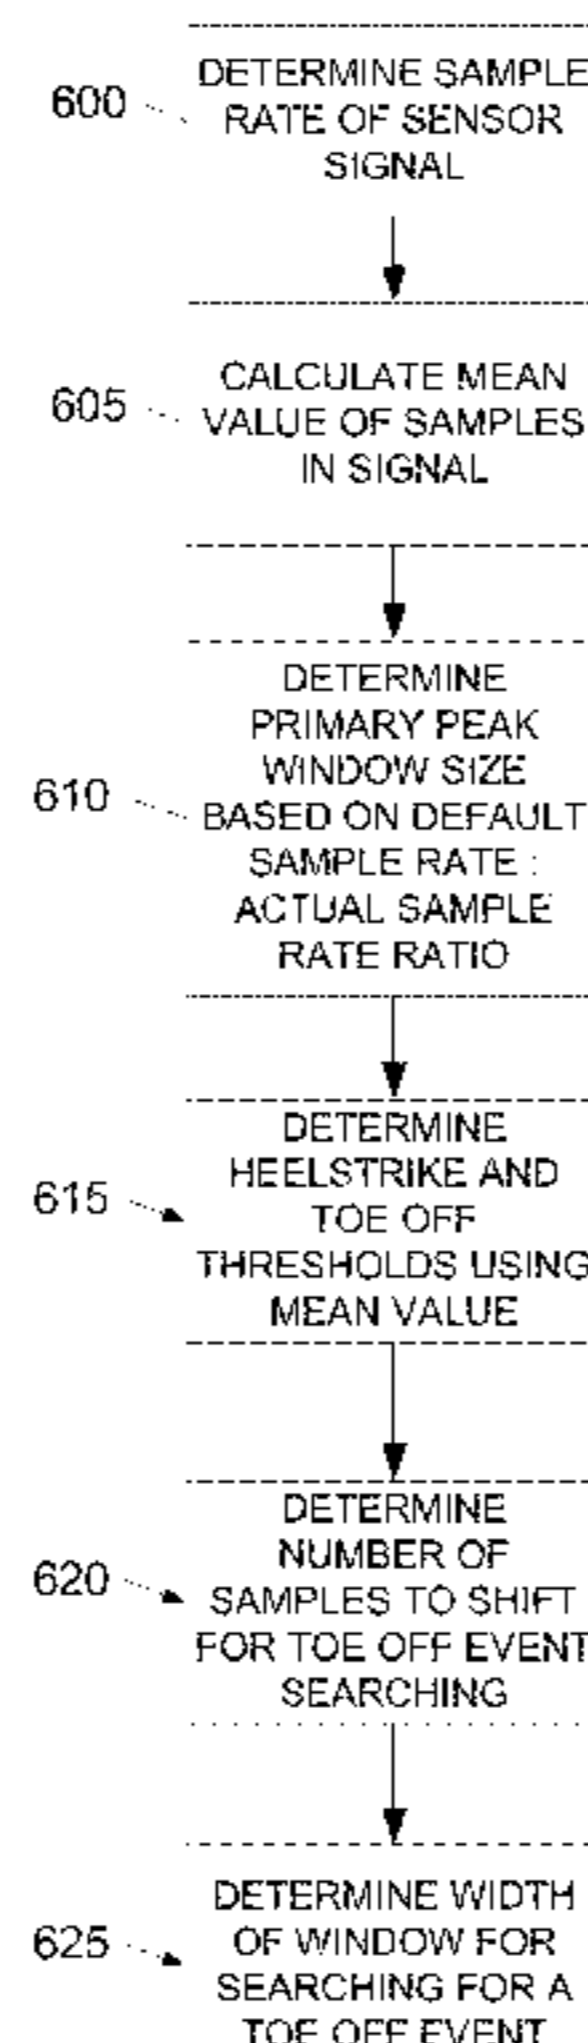 600
DETERMINE SAMPLE
RATE OF SENSOR
SIGNAL
605
CALCULATE MEAN
VALUE OF SAMPLES
IN SIGNAL
610
DETERMINE
PRIMARY PEAK
WINDOW SIZE
BASED ON DEFAULT
SAMPLE RATE :
ACTUAL SAMPLE
RATE RATIO
615
DETERMINE
HEELSTRIKE AND
TOE OFF
THRESHOLDS USING
MEAN VALUE
620
DETERMINE
NUMBER OF
SAMPLES TO SHIFT
FOR TOE OFF EVENT
SEARCHING
625
DETERMINE WIDTH
OF WINDOW FOR
SEARCHING FOR A
TOE OFF EVENT